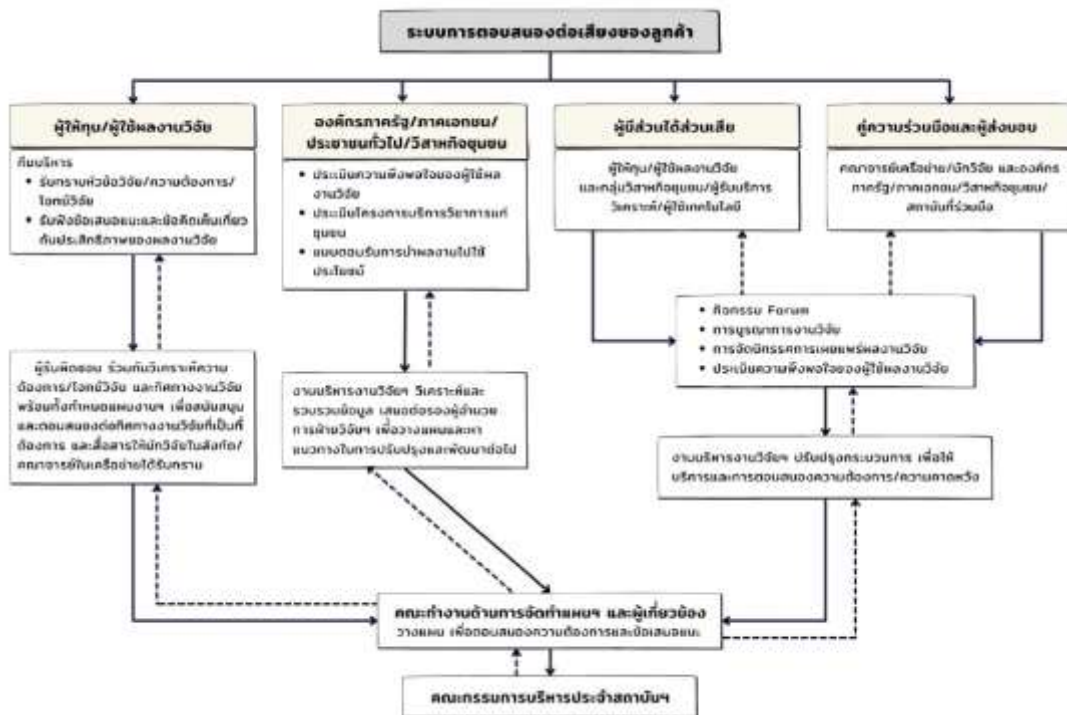 ระบบการตอบสนองต่อเสียงของลูกค้า
ผู้ให้ทุน/ผู้ใช้ผลงานวิจัย
ทีมบริหาร
• รับทราบหัวข้อวิจัย/ความต้องการ/
โจทย์วิจัย
• รับฟังข้อเสนอแนะและข้อคิดเห็นเกี่ยว
กับประสิทธิภาพของผลงานวิจัย
องค์กรภาครัฐ/ภาคเอกชน/
ประชาชนทั่วไป/วิสาหกิจชุมชน
• ประเมินความพึงพอใจของผู้ใช้ผล
งานวิจัย
• ประเมินโครงการบริการวิชาการแก่
ชุมชน
• แบบตอบรับการนำผลงานไปใช้
ประโยชน์
ผู้มีส่วนได้ส่วนเสีย
ผู้ให้ทุน/ผู้ใช้ผลงานวิจัย
และกลุ่มวิสาหกิจชุมชน/ผู้รับบริการ
วิเคราะห์/ผู้ใช้เทคโนโลยี
คู่ความร่วมมือและผู้ส่งมอบ
คณาจารย์เครือข่าย/นักวิจัย และองค์กร
ภาครัฐ/ภาคเอกชน/วิสาหกิจชุมชน/
สถาบันที่ร่วมมือ
• กิจกรรม Forum
• การบูรณาการงานวิจัย
• การจัดนิทรรศการเผยแพร่ผลงานวิจัย
• ประเมินความพึงพอใจของผู้ใช้ผลงานวิจัย
ผู้รับผิดชอบ ร่วมกันวิเคราะห์ความ
ต้องการ/โจทย์วิจัย และทิศทางงานวิจัย
พร้อมทั้งกำหนดแผนงานฯ เพื่อสนับสนุน
และตอบสนองต่อทิศทางงานวิจัยที่เป็นที่
ต้องการ และสื่อสารให้นักวิจัยในสังกัด/
คณาจารย์ในเครือข่ายได้รับทราบ
งานบริหารงานวิจัยฯ วิเคราะห์และ
รวบรวมข้อมูล เสนอต่อรองผู้อำนวย
การฝ่ายวิจัยฯ เพื่อวางแผนและหา
แนวทางในการปรับปรุงและพัฒนาต่อไป
งานบริหารงานวิจัยฯ ปรับปรุงกระบวนการ เพื่อให้
บริการและการตอบสนองความต้องการ/ความคาดหวัง
คณะทำงานด้านการจัดทำแผนฯ และผู้เกี่ยวข้อง
วางแผน เพื่อตอบสนองความต้องการและข้อเสนอแนะ
คณะกรรมการบริหารประจำสถาบันฯ